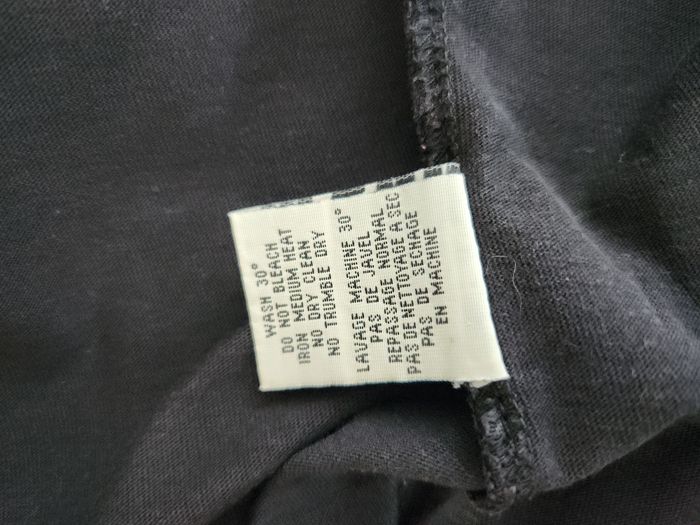 WASH 30°
DO NOT BLEACH
IRON MEDIUM HEAT
NO DRY CLEAN
NO TRUMBLE DRY
LAVAGE MACHINE 30°
PAS DE JAVEL
REPASSAGE NORMAL
PAS DE NETTOYAGE A SEC
PAS DE SECHAGE
EN MACHINE